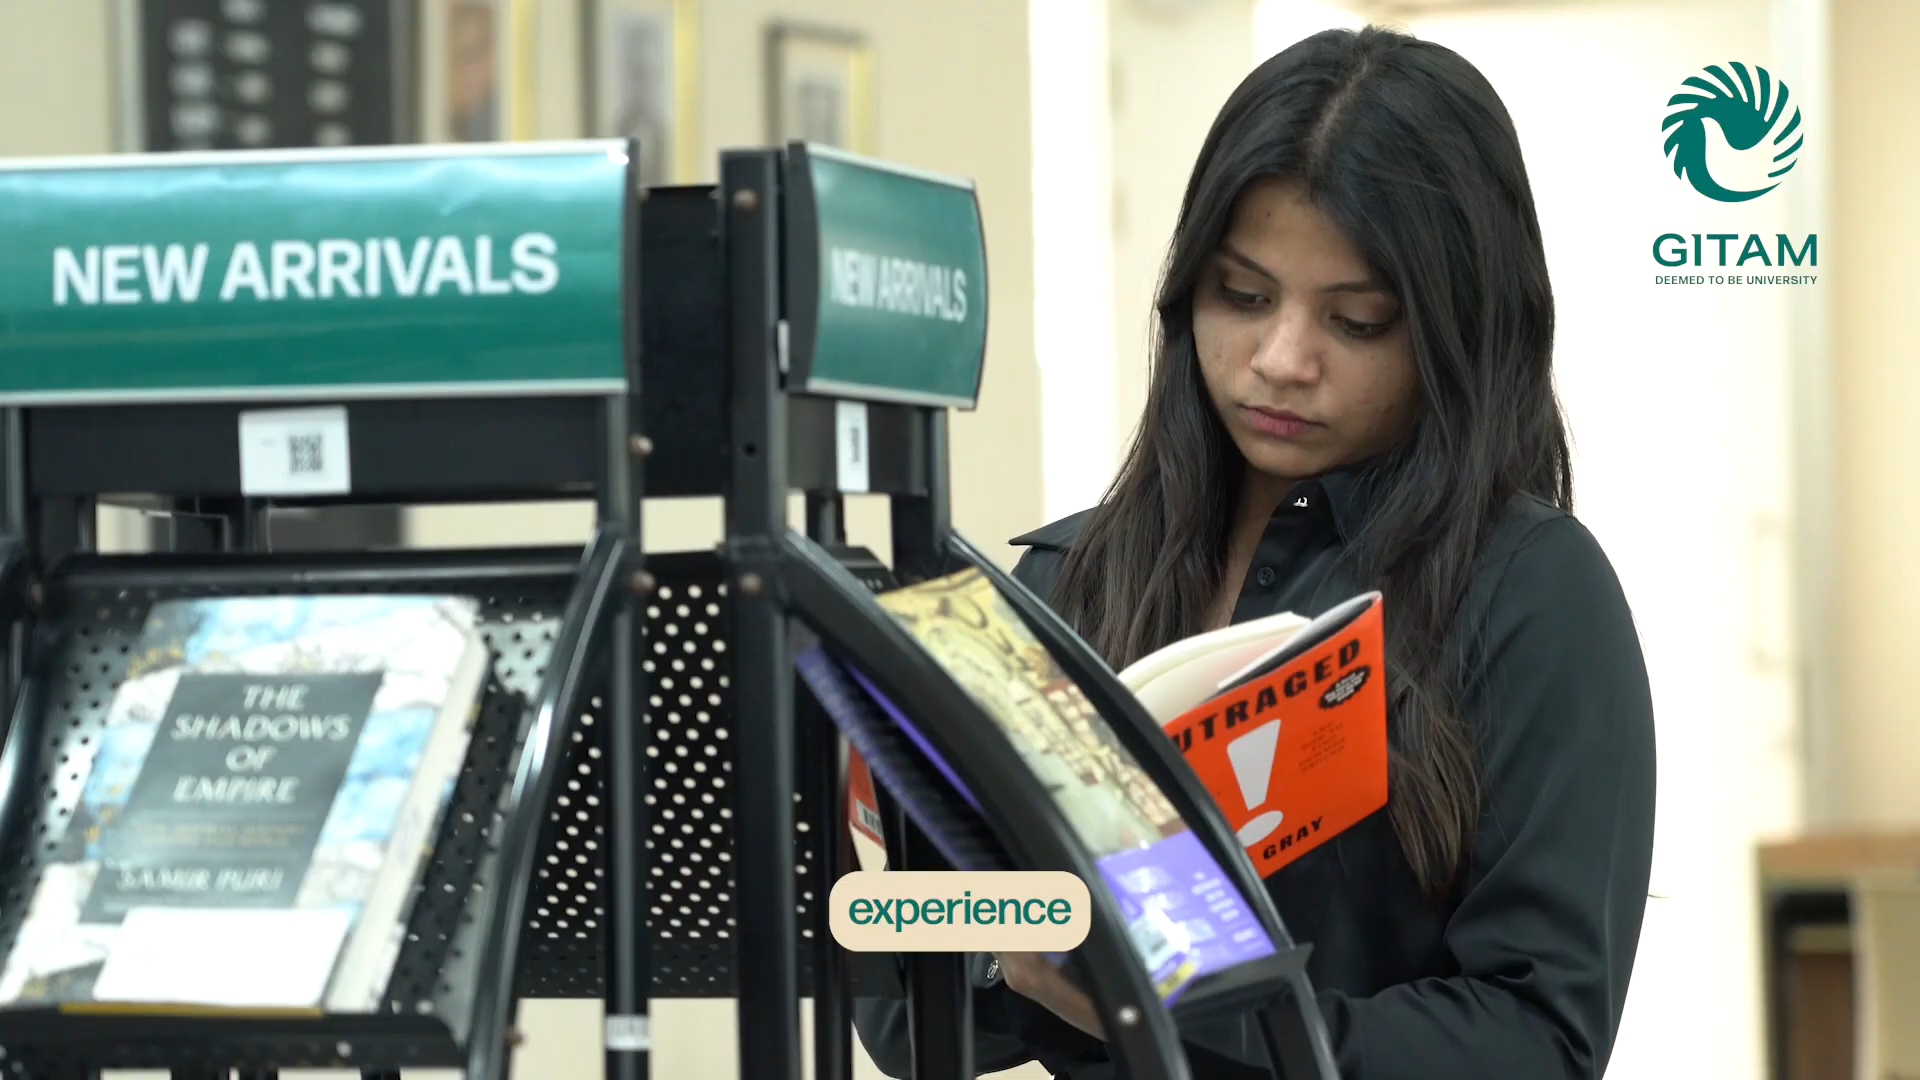 NEW ARRIVALS
NEW ARRIVALS
GITAM
DEEMED TO BE UNIVERSITY
THE
SHADOWS
OF
EMPIRE
SAMIR PURI
UTRAGED
GRAY
experience